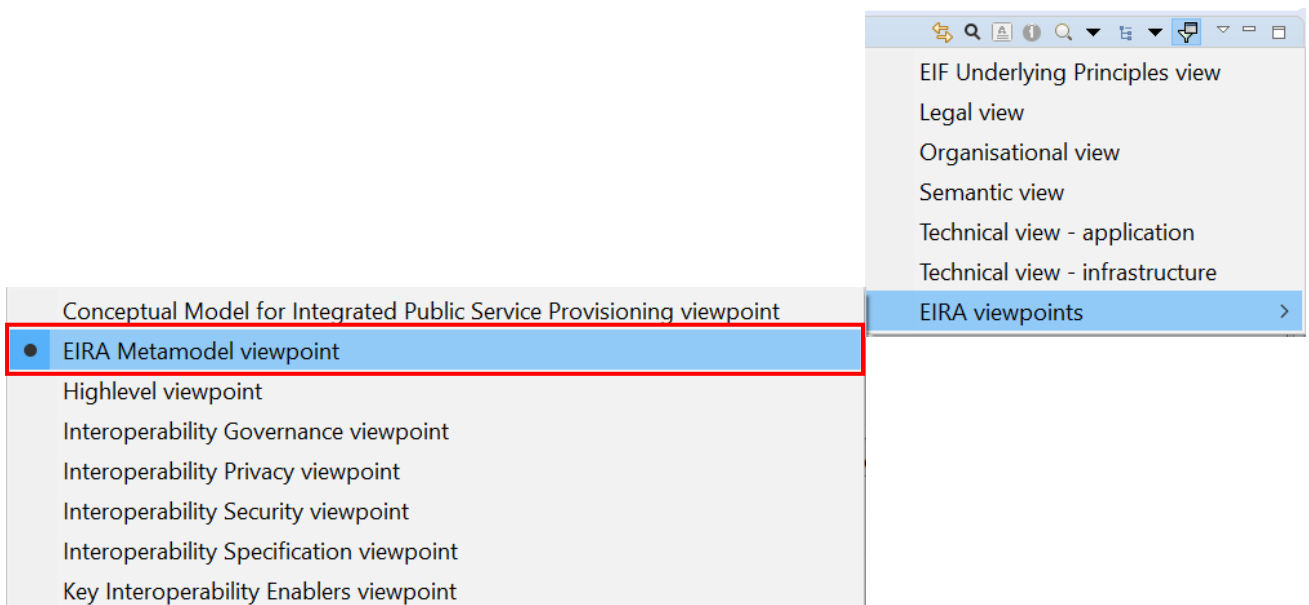 EIF Underlying Principles view
Legal view
Organisational view
Semantic view
Technical view - application
Technical view - infrastructure
EIRA viewpoints
Conceptual Model for Integrated Public Service Provisioning viewpoint
EIRA Metamodel viewpoint
Highlevel viewpoint
Interoperability Governance viewpoint
Interoperability Privacy viewpoint
Interoperability Security viewpoint
Interoperability Specification viewpoint
Key Interoperability Enablers viewpoint